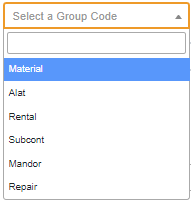 Select a Group Code
Material
Alat
Rental
Subcont
Mandor
Repair